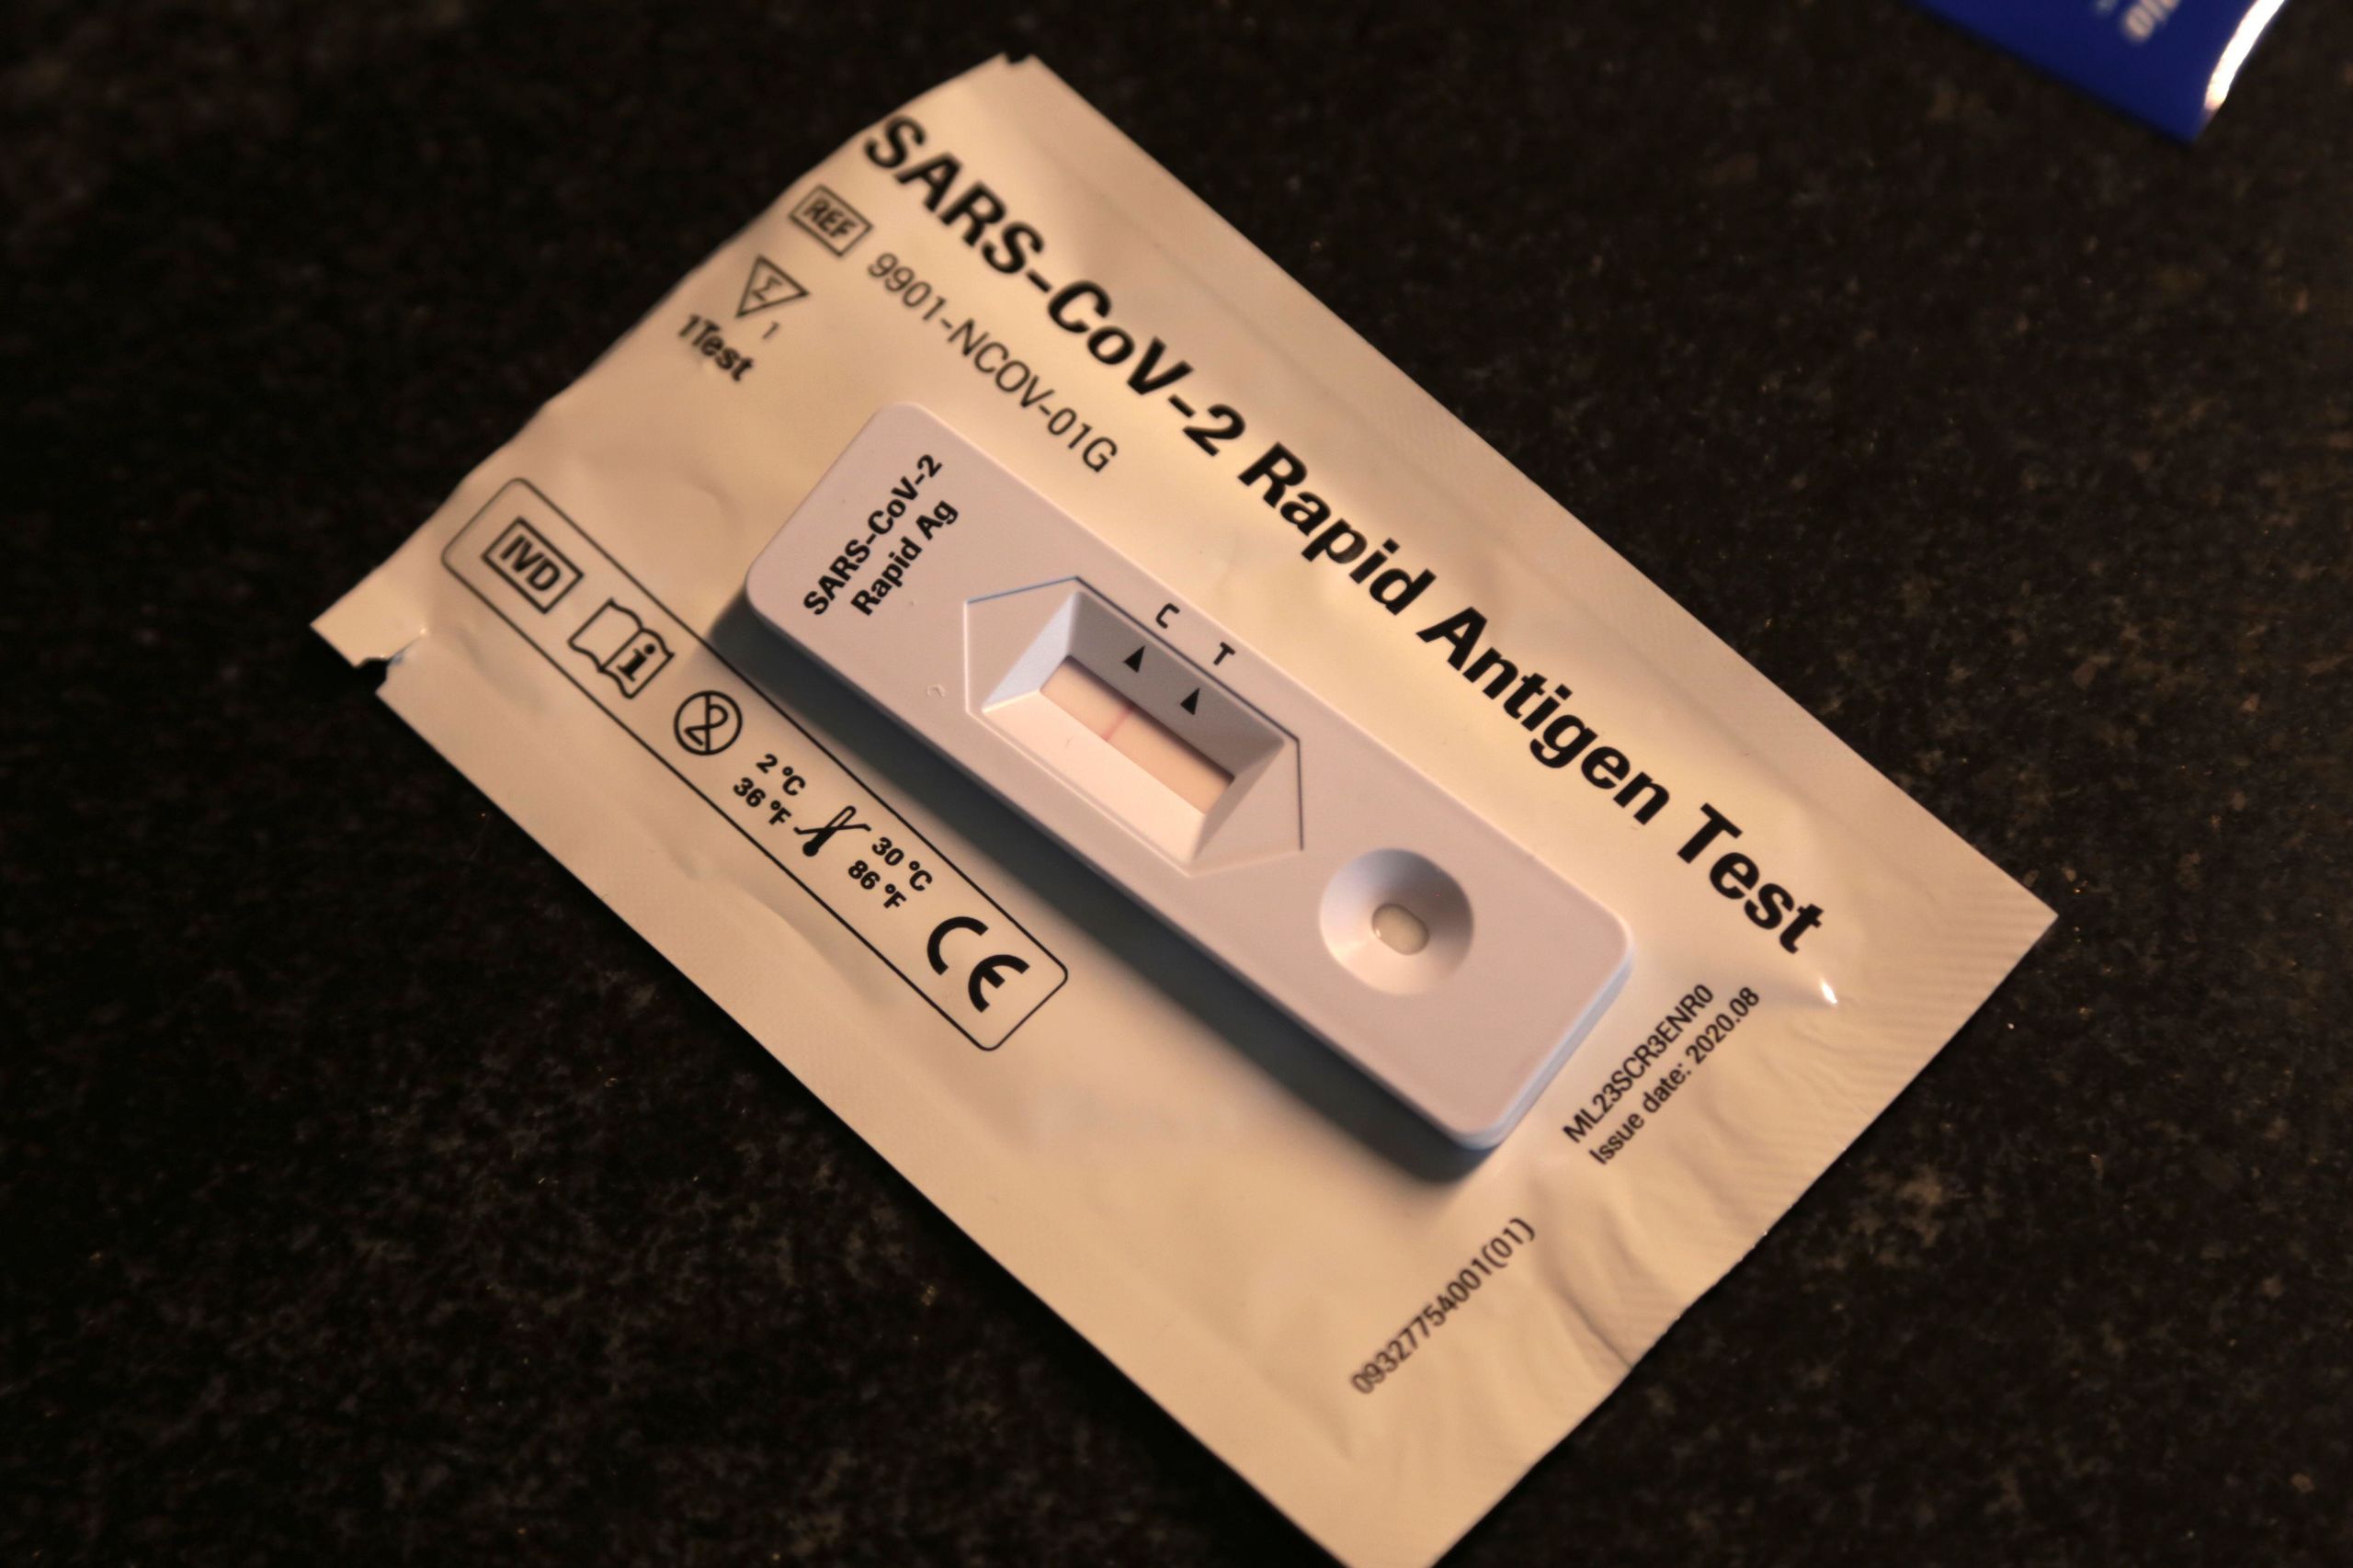 SARS-CoV-2 Rapid Antigen Test
REF 9901-NCOV-01G
Σ 1
1Test
SARS-CoV-2
Rapid Ag
C T
IVD i 2 2 °C 30 °C CE
36 °F 86 °F
ML23SCR3ENR0
Issue date: 2020.08
09327754001(01)